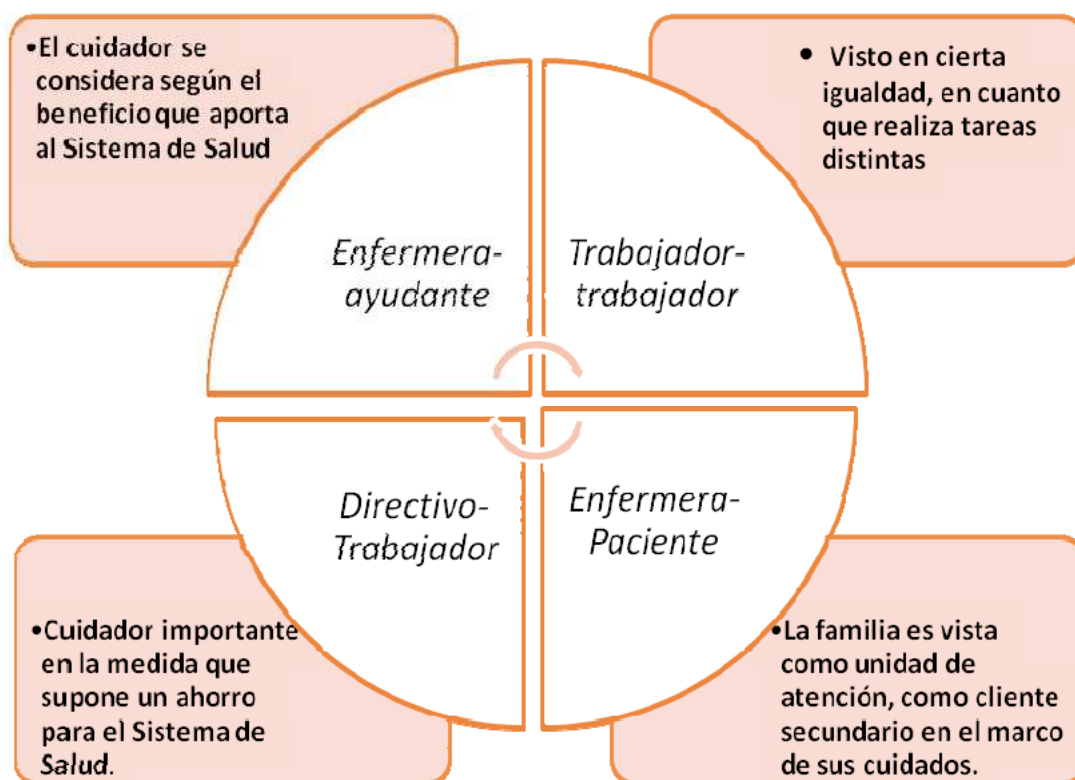 •El cuidador se
considera según el
beneficio que aporta
al Sistema de Salud
• Visto en cierta
igualdad, en cuanto
que realiza tareas
distintas
Enfermera-
ayudante
Trabajador-
trabajador
Directivo-
Trabajador
Enfermera-
Paciente
•Cuidador importante
en la medida que
supone un ahorro
para el Sistema de
Salud.
•La familia es vista
como unidad de
atención, como cliente
secundario en el marco
de sus cuidados.